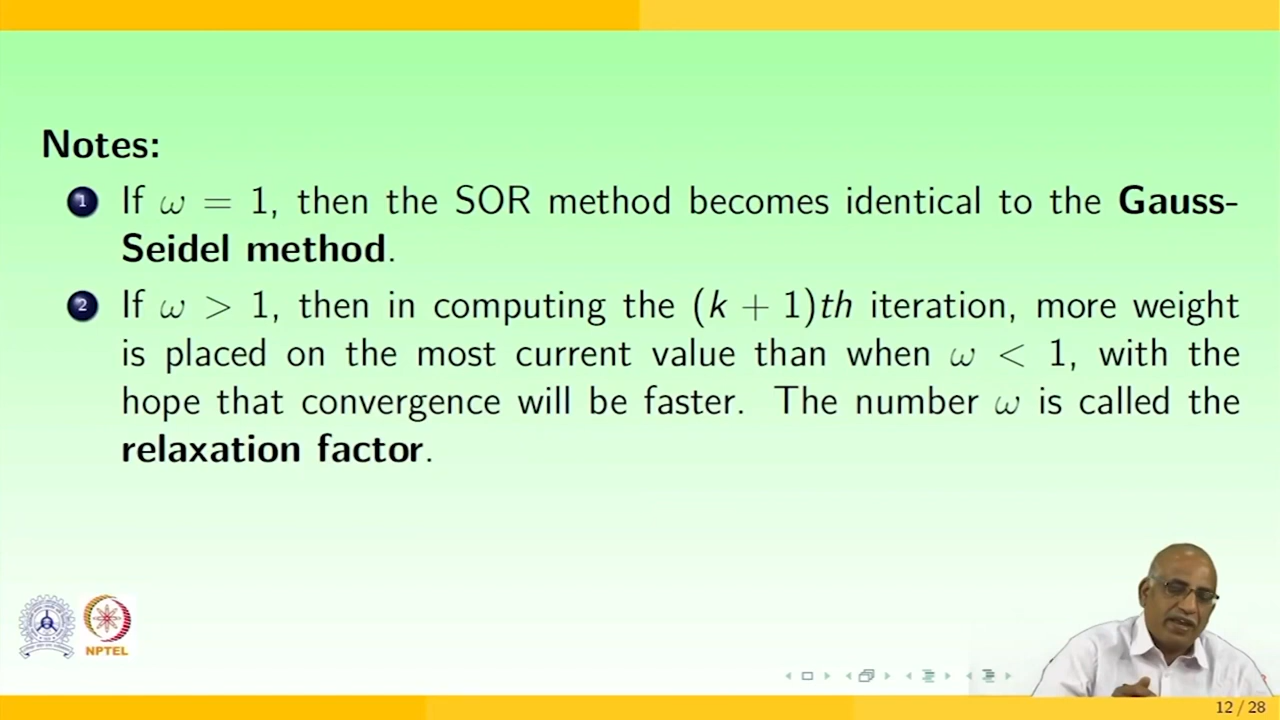 Notes:
1 If ω = 1, then the SOR method becomes identical to the Gauss-
Seidel method.
2 If ω > 1, then in computing the (k + 1)th iteration, more weight
is placed on the most current value than when ω < 1, with the
hope that convergence will be faster. The number ω is called the
relaxation factor.
NPTEL
12 / 28